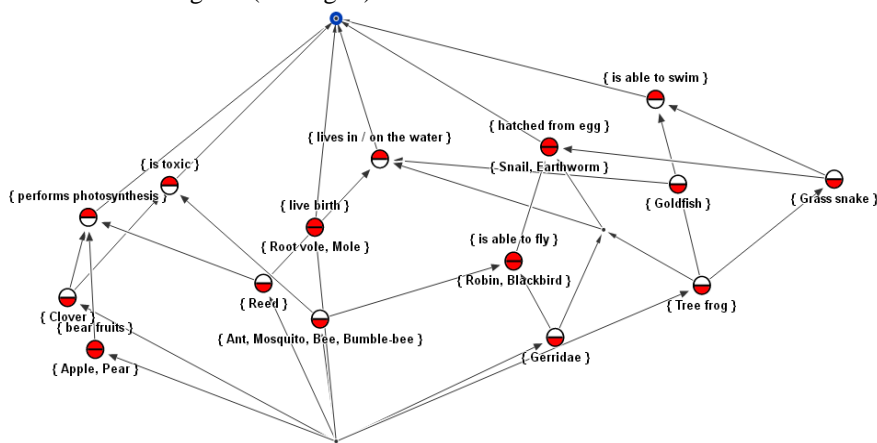 { is able to swim }
{ hatched from egg }
{ lives in / on the water }
{ is toxic }
{ Snail, Earthworm }
{ performs photosynthesis }
{ Goldfish }
{ Grass snake }
{ live birth }
{ Root vole, Mole }
{ is able to fly }
{ Robin, Blackbird }
{ Reed }
{ Tree frog }
{ Clover }
{ bear fruits }
{ Ant, Mosquito, Bee, Bumble-bee }
{ Gerridae }
{ Apple, Pear }